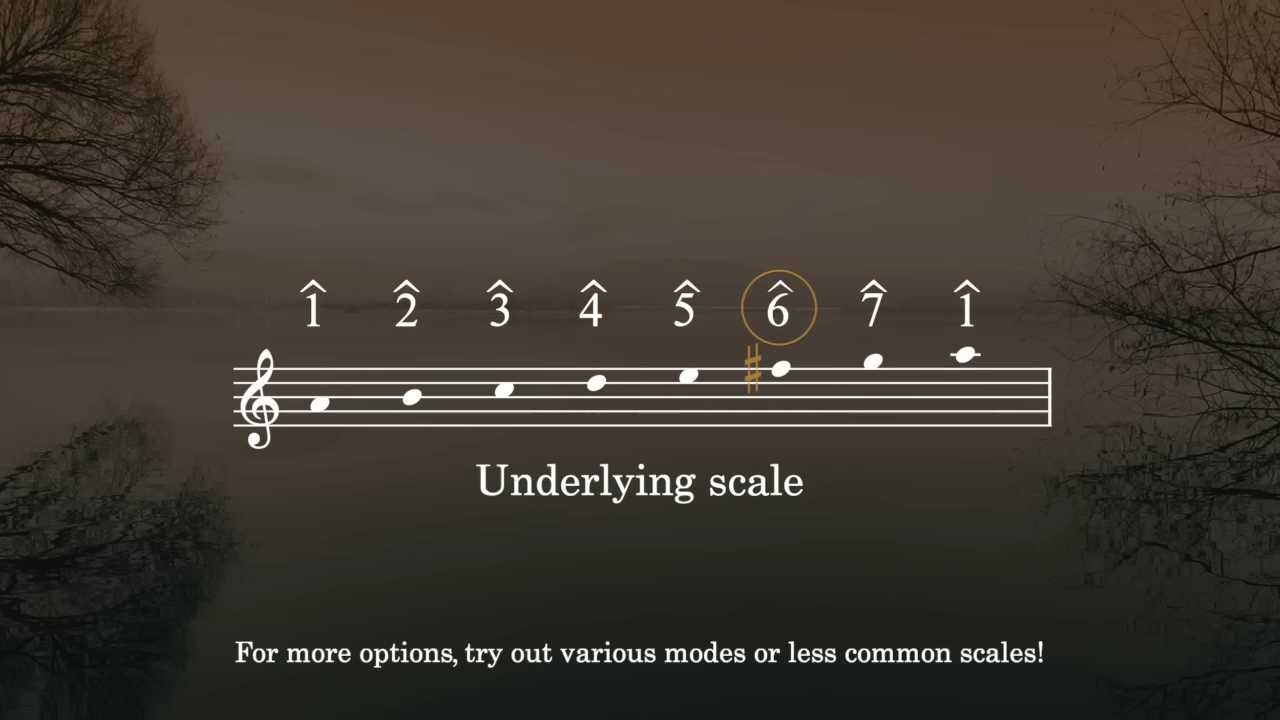 1̂ 2̂ 3̂ 4̂ 5̂ 6̂ 7̂ 1̂
Underlying scale
For more options, try out various modes or less common scales!